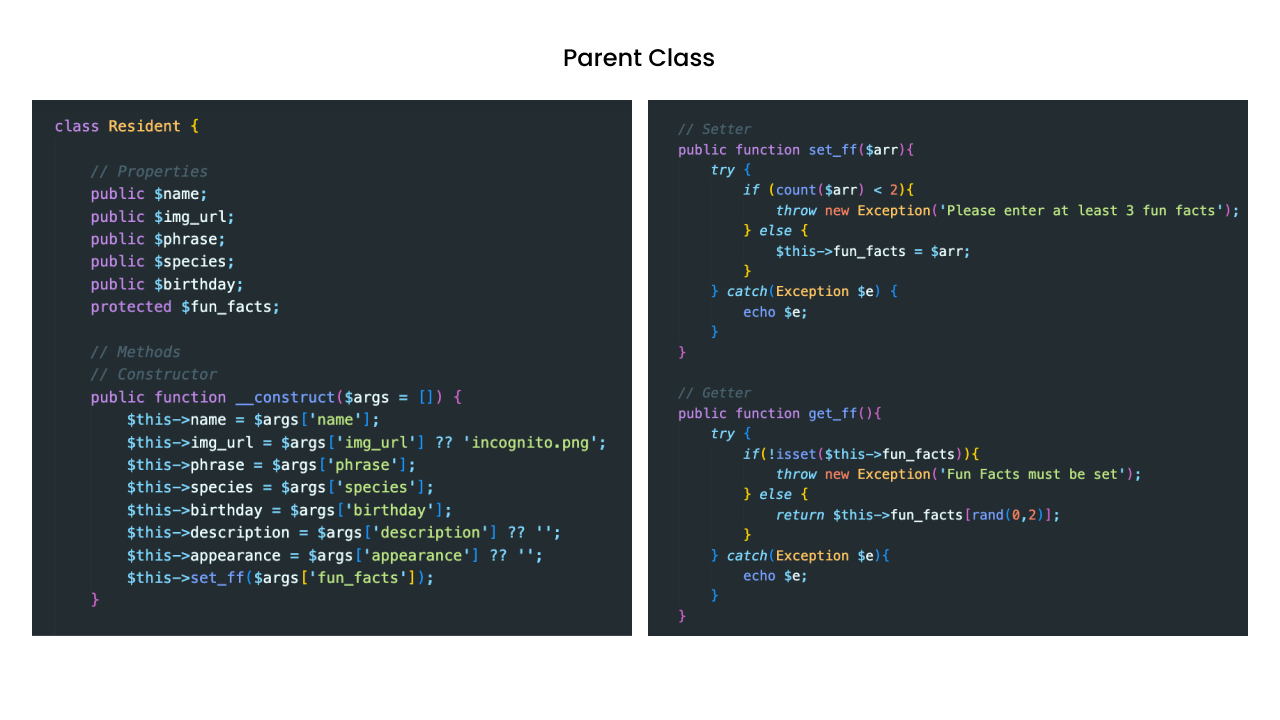 Parent Class
class Resident {
// Properties
public $name;
public $img_url;
public $phrase;
public $species;
public $birthday;
protected $fun_facts;
// Methods
// Constructor
public function __construct($args = []) {
$this->name = $args['name'];
$this->img_url = $args['img_url'] ?? 'incognito.png';
$this->phrase = $args['phrase'];
$this->species = $args['species'];
$this->birthday = $args['birthday'];
$this->description = $args['description'] ?? '';
$this->appearance = $args['appearance'] ?? '';
$this->set_ff($args['fun_facts']);
}
// Setter
public function set_ff($arr){
try {
if (count($arr) < 2){
throw new Exception('Please enter at least 3 fun facts');
} else {
$this->fun_facts = $arr;
}
} catch(Exception $e) {
echo $e;
}
}
// Getter
public function get_ff(){
try {
if(!isset($this->fun_facts)){
throw new Exception('Fun Facts must be set');
} else {
return $this->fun_facts[rand(0,2)];
}
} catch(Exception $e){
echo $e;
}
}